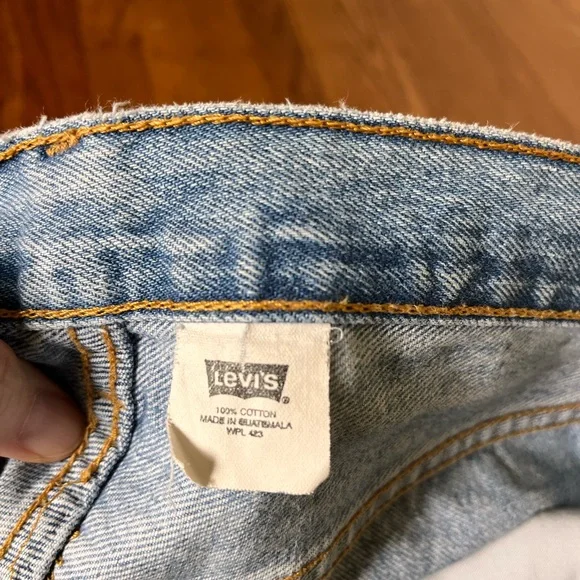 LEVI'S ®
100% COTTON
MADE IN GUATEMALA
WPL 423